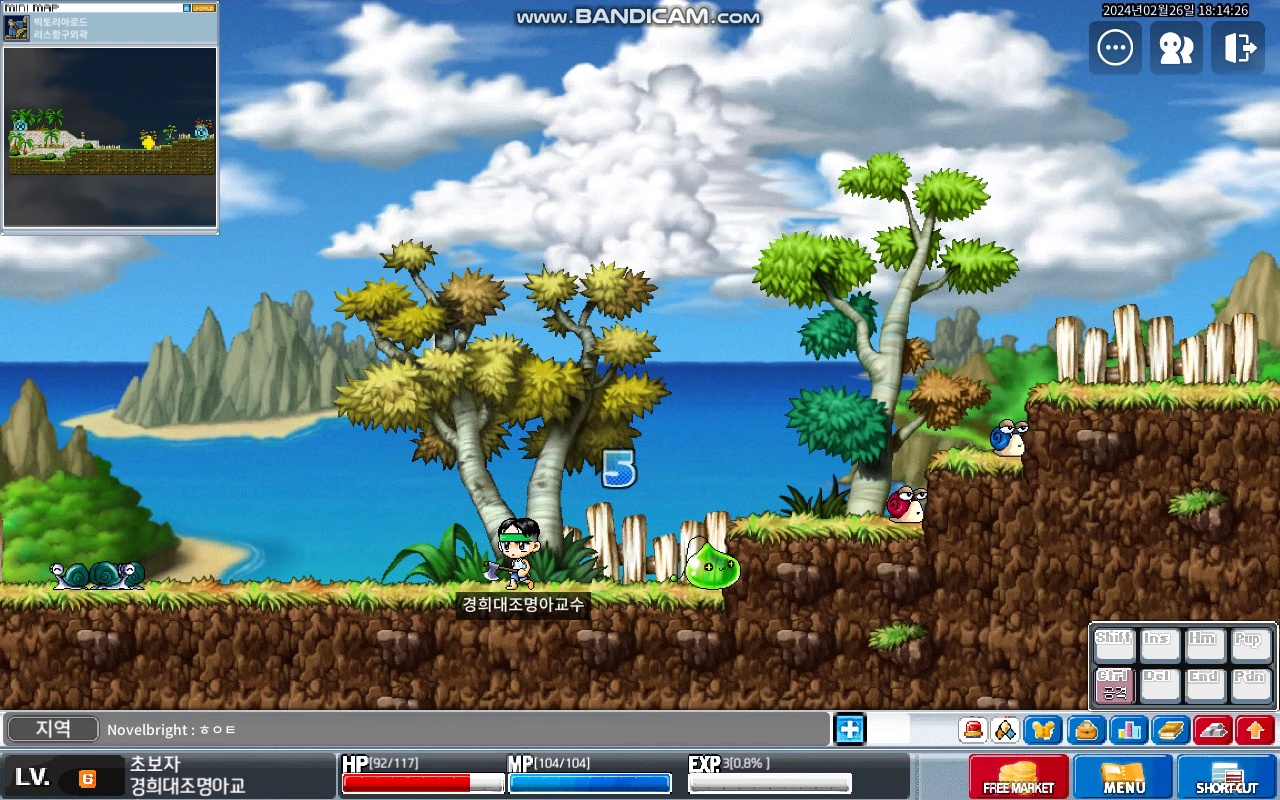 MINI MAP
WORLD
빅토리아로드
리스항구외곽
www.BANDICAM.com
2024년02월26일 18:14:26
5
경희대조명아교수
Shift Ins Hm Pup
Ctrl Del End Pdn
공격
지역 Novelbright : ㅎㅇㅌ
LV. 6
초보자
경희대조명아교
HP[92/117] MP[104/104] EXP. 3[0.8% ]
FREE MARKET MENU SHORTCUT